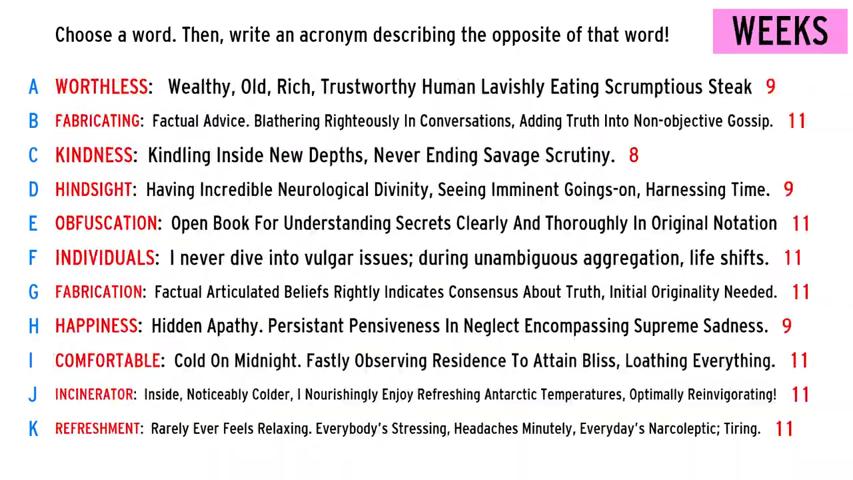 Choose a word. Then, write an acronym describing the opposite of that word!
WEEKS
A WORTHLESS: Wealthy, Old, Rich, Trustworthy Human Lavishly Eating Scrumptious Steak 9
B FABRICATING: Factual Advice. Blathering Righteously In Conversations, Adding Truth Into Non-objective Gossip. 11
C KINDNESS: Kindling Inside New Depths, Never Ending Savage Scrutiny. 8
D HINDSIGHT: Having Incredible Neurological Divinity, Seeing Imminent Goings-on, Harnessing Time. 9
E OBFUSCATION: Open Book For Understanding Secrets Clearly And Thoroughly In Original Notation 11
F INDIVIDUALS: I never dive into vulgar issues; during unambiguous aggregation, life shifts. 11
G FABRICATION: Factual Articulated Beliefs Rightly Indicates Consensus About Truth, Initial Originality Needed. 11
H HAPPINESS: Hidden Apathy. Persistant Pensiveness In Neglect Encompassing Supreme Sadness. 9
I COMFORTABLE: Cold On Midnight. Fastly Observing Residence To Attain Bliss, Loathing Everything. 11
J INCINERATOR: Inside, Noticeably Colder, I Nourishingly Enjoy Refreshing Antarctic Temperatures, Optimally Reinvigorating! 11
K REFRESHMENT: Rarely Ever Feels Relaxing. Everybody's Stressing, Headaches Minutely, Everyday's Narcoleptic; Tiring. 11